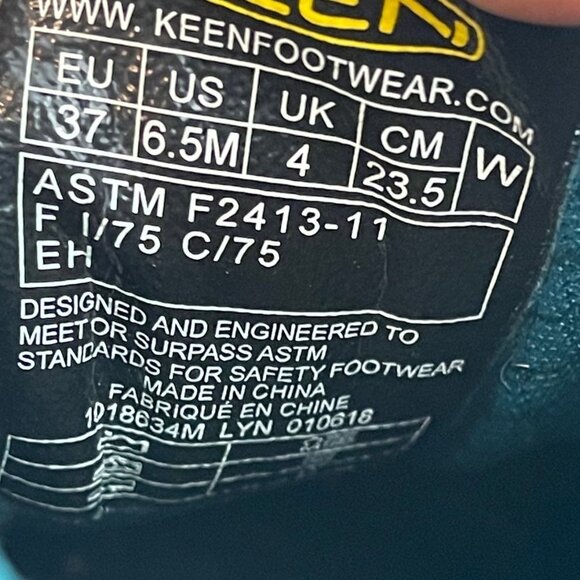 KEEN
WWW. KEENFOOTWEAR.COM
EU US UK CM W
37 6.5M 4 23.5
ASTM F2413-11
F I/75 C/75
EH
DESIGNED AND ENGINEERED TO
MEET OR SURPASS ASTM
STANDARDS FOR SAFETY FOOTWEAR
MADE IN CHINA
FABRIQUÉ EN CHINE
1018634M LYN 010618